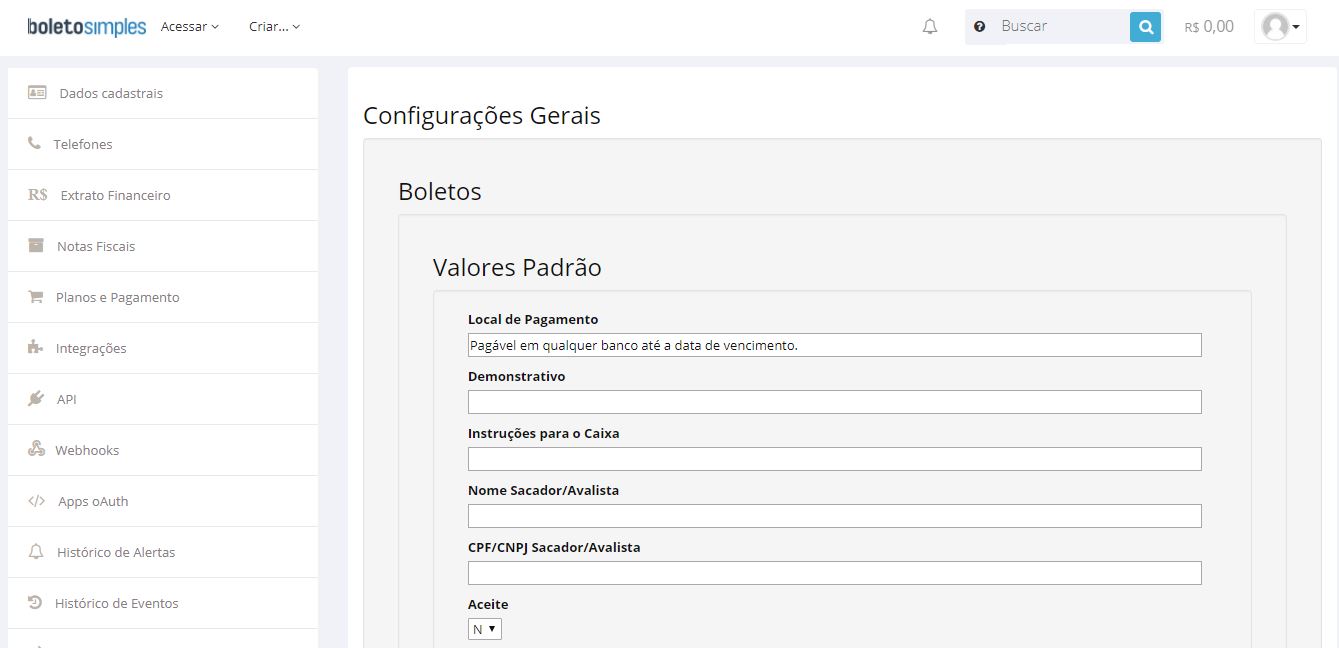 boletosimples Acessar Criar... Buscar R$ 0,00
Dados cadastrais
Telefones
R$ Extrato Financeiro
Notas Fiscais
Planos e Pagamento
Integrações
API
Webhooks
Apps oAuth
Histórico de Alertas
Histórico de Eventos
Configurações Gerais
Boletos
Valores Padrão
Local de Pagamento
Pagável em qualquer banco até a data de vencimento.
Demonstrativo
Instruções para o Caixa
Nome Sacador/Avalista
CPF/CNPJ Sacador/Avalista
Aceite
N